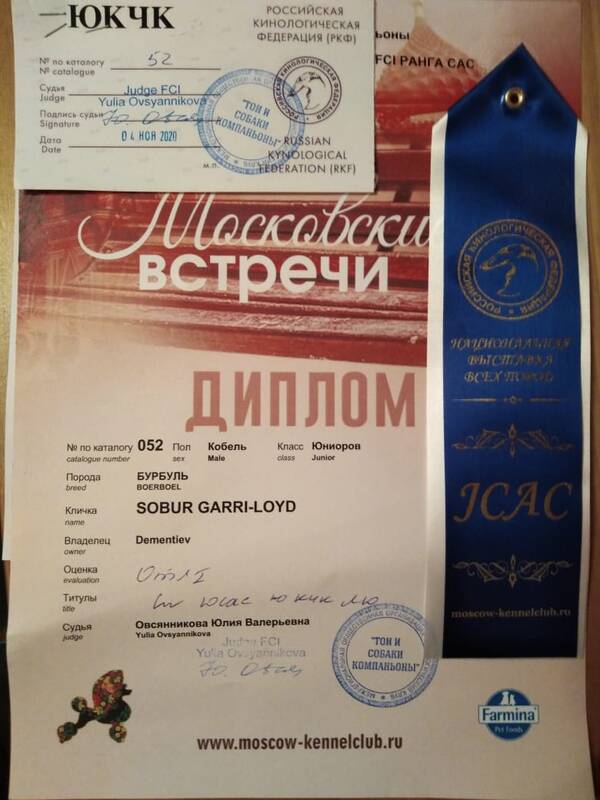 ЮКЧК
РОССИЙСКАЯ
КИНОЛОГИЧЕСКАЯ
ФЕДЕРАЦИЯ (РКФ)
№ по каталогу 52
№ catalogue
Судья
Judge
Judge FCI
Yulia Ovsyannikova
Подпись судьи
Signature
Дата
Date
04 НОЯ 2020
М.П.
"ТОИ И
СОБАКИ
КОМПАНЬОНЫ"
RUSSIAN
KYNOLOGICAL
FEDERATION (RKF)
FCI РАНГА САС
Московски
встречи
ДИПЛОМ
№ по каталогу 052 Пол Кобель Класс Юниоров
catalogue number sex Male class Junior
Порода БУРБУЛЬ
breed BOERBOEL
Кличка SOBUR GARRI-LOYD
name
Владелец Dementiev
owner
Оценка
evaluation
Титулы
title
Судья Овсянникова Юлия Валерьевна
judge Yulia Ovsyannikova
Judge FCI
Yulia Ovsyannikova
"ТОИ И
СОБАКИ
КОМПАНЬОНЫ"
РОССИЙСКАЯ КИНОЛОГИЧЕСКАЯ ФЕДЕРАЦИЯ
НАЦИОНАЛЬНАЯ
ВЫСТАВКА
ВСЕХ ПОРОД
JCAC
moscow-kennelclub.ru
Farmina
Pet Foods
www.moscow-kennelclub.ru